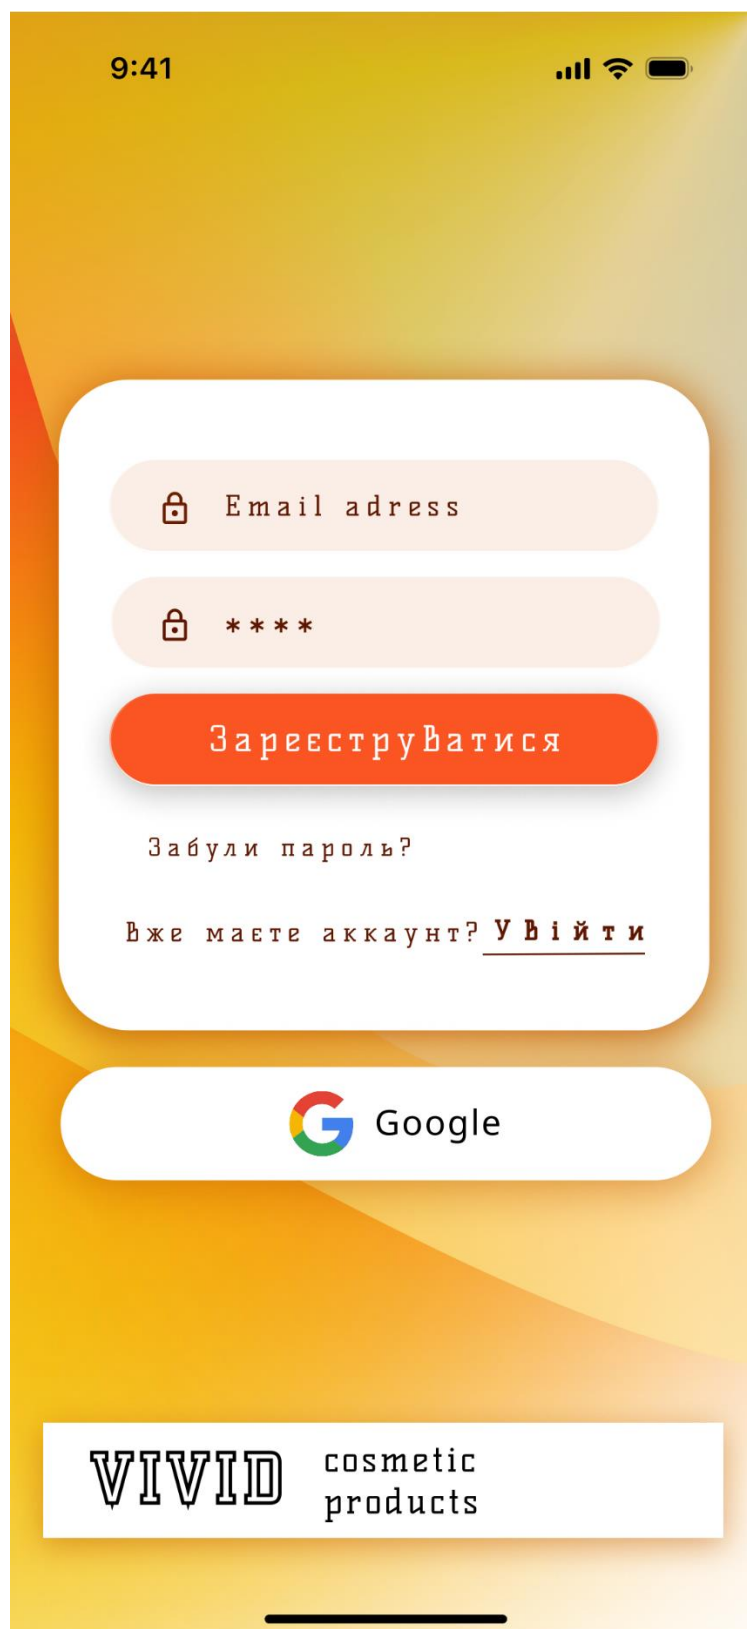 9:41
Email adress
****
Зареєструватися
Забули пароль?
Вже маєте аккаунт? Увійти
Google
VIVID cosmetic
products